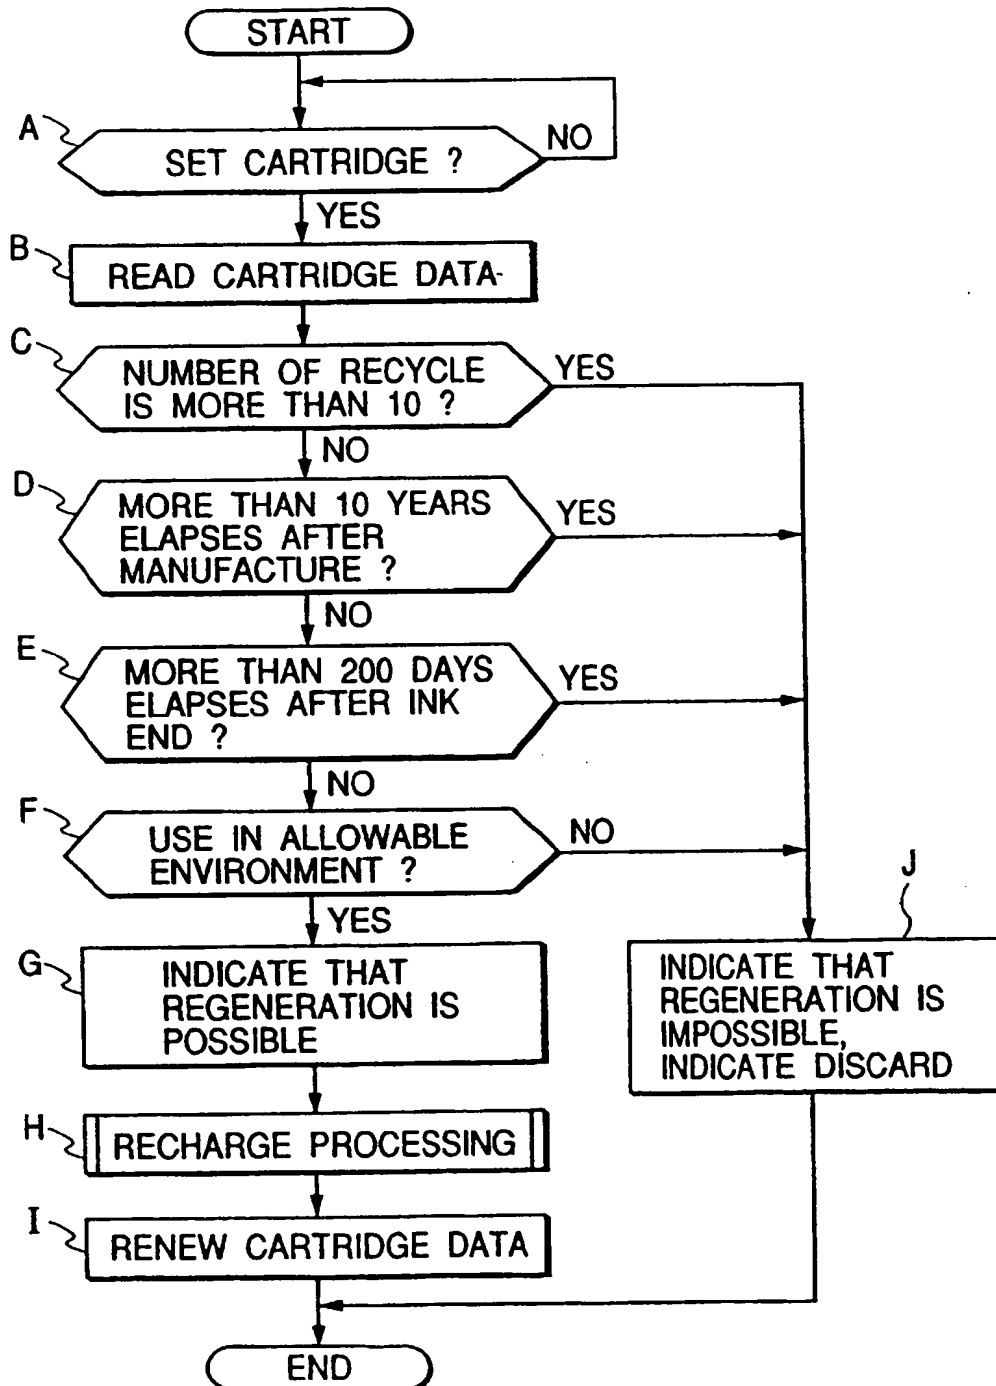 START
A
SET CARTRIDGE ?
NO
YES
B
READ CARTRIDGE DATA
C
NUMBER OF RECYCLE
IS MORE THAN 10 ?
YES
NO
D
MORE THAN 10 YEARS
ELAPSES AFTER
MANUFACTURE ?
YES
NO
E
MORE THAN 200 DAYS
ELAPSES AFTER INK
END ?
YES
NO
F
USE IN ALLOWABLE
ENVIRONMENT ?
NO
YES
G
INDICATE THAT
REGENERATION IS
POSSIBLE
J
INDICATE THAT
REGENERATION IS
IMPOSSIBLE,
INDICATE DISCARD
H
RECHARGE PROCESSING
I
RENEW CARTRIDGE DATA
END